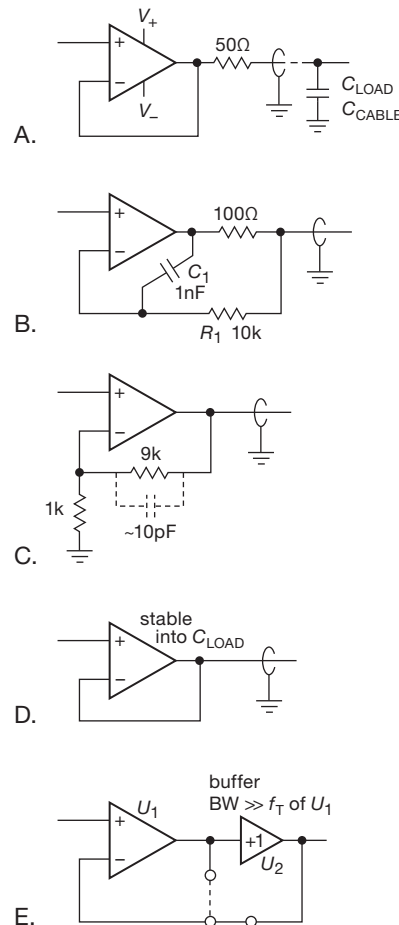 V+
+
50Ω
−
V−
CLOAD
CCABLE
A.
+
100Ω
−
C1
1nF
R1 10k
B.
+
−
9k
1k
~10pF
C.
stable
into CLOAD
+
−
D.
buffer
BW ≫ fT of U1
U1
+
+1
−
U2
E.